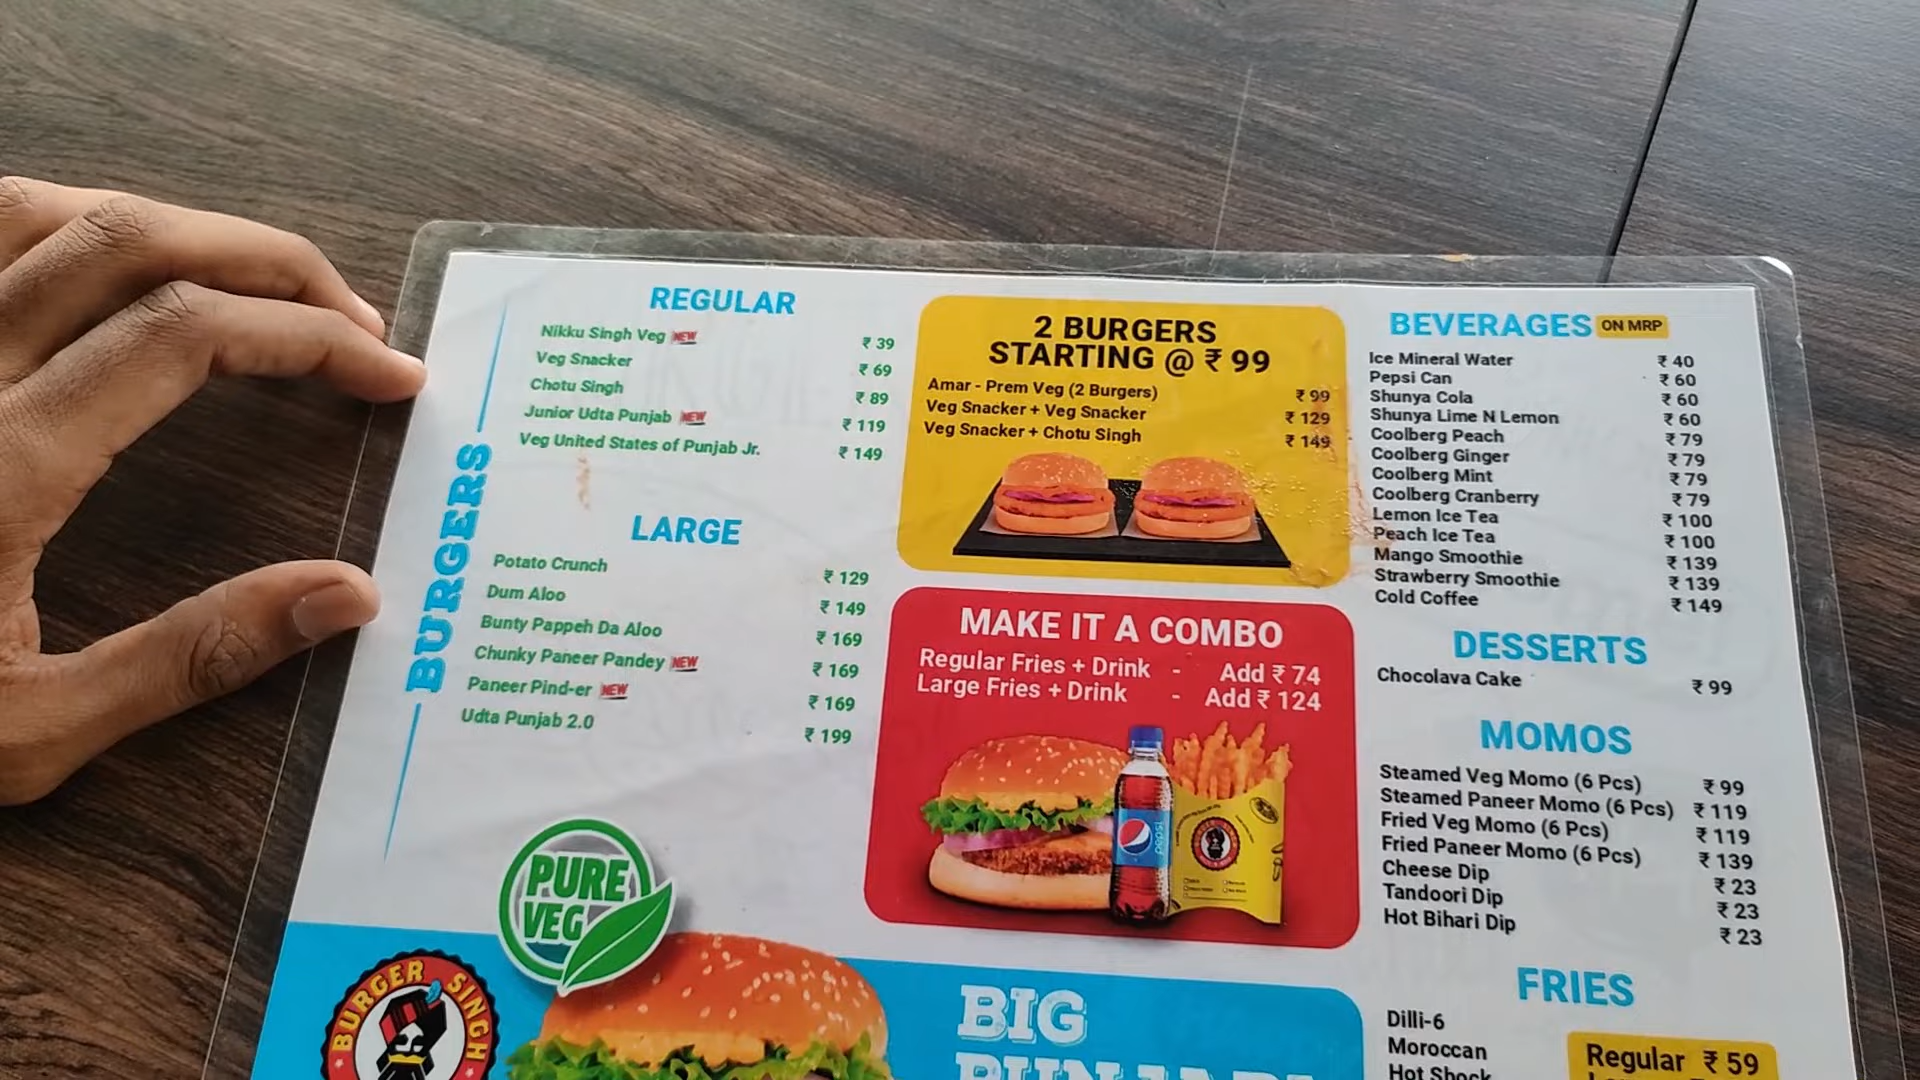 BURGERS
REGULAR
Nikku Singh Veg NEW ₹ 39
Veg Snacker ₹ 69
Chotu Singh ₹ 89
Junior Udta Punjab NEW ₹ 119
Veg United States of Punjab Jr. ₹ 149
LARGE
Potato Crunch ₹ 129
Dum Aloo ₹ 149
Bunty Pappeh Da Aloo ₹ 169
Chunky Paneer Pandey NEW ₹ 169
Paneer Pind-er NEW ₹ 169
Udta Punjab 2.0 ₹ 199
PURE
VEG
BURGER SINGH
2 BURGERS
STARTING @ ₹ 99
Amar - Prem Veg (2 Burgers) ₹ 99
Veg Snacker + Veg Snacker ₹ 129
Veg Snacker + Chotu Singh ₹ 149
MAKE IT A COMBO
Regular Fries + Drink - Add ₹ 74
Large Fries + Drink - Add ₹ 124
pepsi
BIG
PUNJABI
BEVERAGES ON MRP
Ice Mineral Water ₹ 40
Pepsi Can ₹ 60
Shunya Cola ₹ 60
Shunya Lime N Lemon ₹ 60
Coolberg Peach ₹ 79
Coolberg Ginger ₹ 79
Coolberg Mint ₹ 79
Coolberg Cranberry ₹ 79
Lemon Ice Tea ₹ 100
Peach Ice Tea ₹ 100
Mango Smoothie ₹ 139
Strawberry Smoothie ₹ 139
Cold Coffee ₹ 149
DESSERTS
Chocolava Cake ₹ 99
MOMOS
Steamed Veg Momo (6 Pcs) ₹ 99
Steamed Paneer Momo (6 Pcs) ₹ 119
Fried Veg Momo (6 Pcs) ₹ 119
Fried Paneer Momo (6 Pcs) ₹ 139
Cheese Dip ₹ 23
Tandoori Dip ₹ 23
Hot Bihari Dip ₹ 23
FRIES
Dilli-6
Moroccan
Hot Shock
Regular ₹ 59